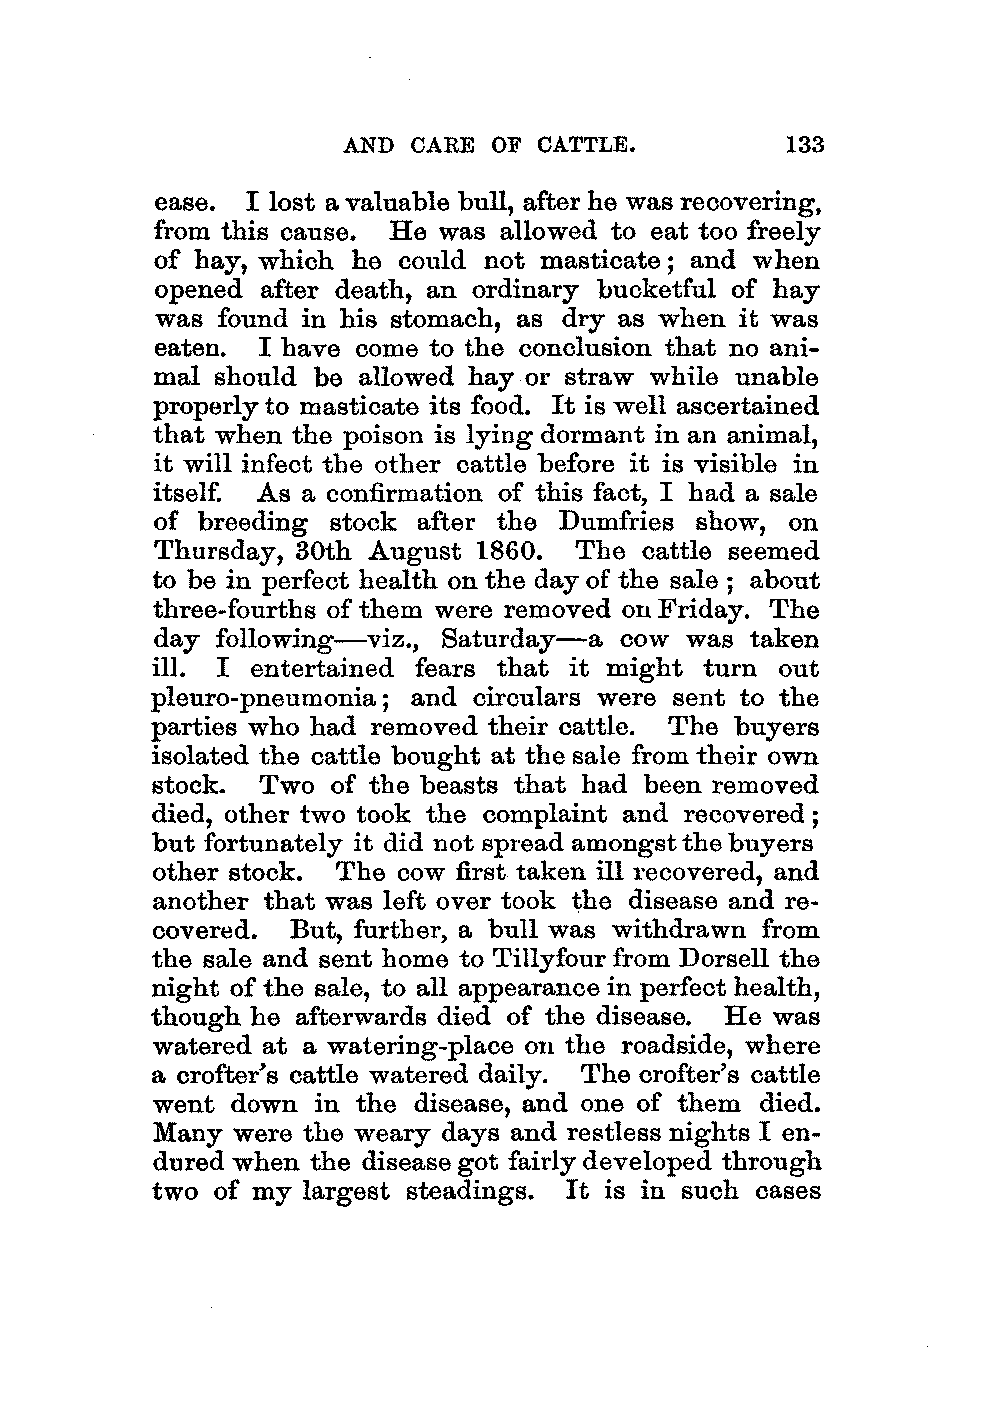 AND CARE OF CATTLE. 133
ease. I lost a valuable bull, after he was recovering,
from this cause. He was allowed to eat too freely
of hay, which he could not masticate; and when
opened after death, an ordinary bucketful of hay
was found in his stomach, as dry as when it was
eaten. I have come to the conclusion that no ani-
mal should be allowed hay or straw while unable
properly to masticate its food. It is well ascertained
that when the poison is lying dormant in an animal,
it will infect the other cattle before it is visible in
itself. As a confirmation of this fact, I had a sale
of breeding stock after the Dumfries show, on
Thursday, 30th August 1860. The cattle seemed
to be in perfect health on the day of the sale; about
three-fourths of them were removed on Friday. The
day following—viz., Saturday—a cow was taken
ill. I entertained fears that it might turn out
pleuro-pneumonia; and circulars were sent to the
parties who had removed their cattle. The buyers
isolated the cattle bought at the sale from their own
stock. Two of the beasts that had been removed
died, other two took the complaint and recovered;
but fortunately it did not spread amongst the buyers
other stock. The cow first taken ill recovered, and
another that was left over took the disease and re-
covered. But, further, a bull was withdrawn from
the sale and sent home to Tillyfour from Dorsell the
night of the sale, to all appearance in perfect health,
though he afterwards died of the disease. He was
watered at a watering-place on the roadside, where
a crofter's cattle watered daily. The crofter's cattle
went down in the disease, and one of them died.
Many were the weary days and restless nights I en-
dured when the disease got fairly developed through
two of my largest steadings. It is in such cases